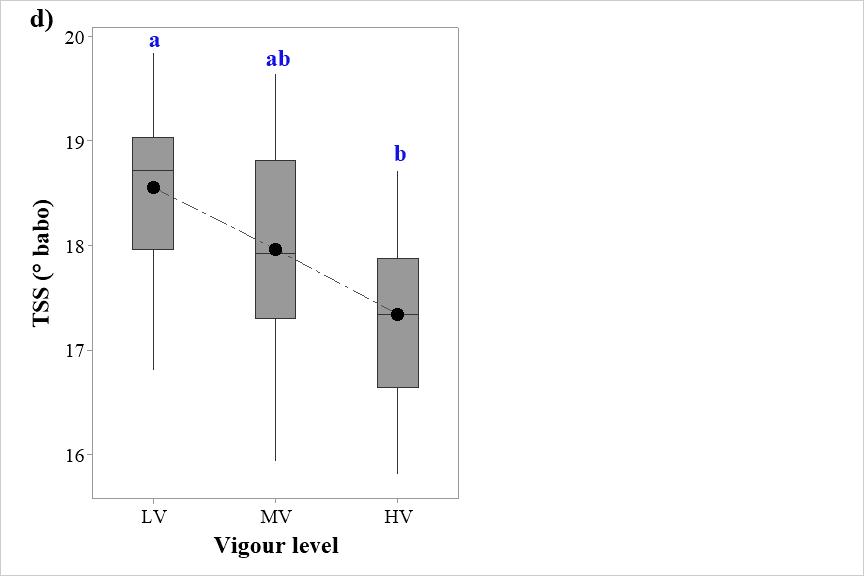 d)
20
19
18
17
16
TSS (° babo)
a
ab
b
LV MV HV
Vigour level